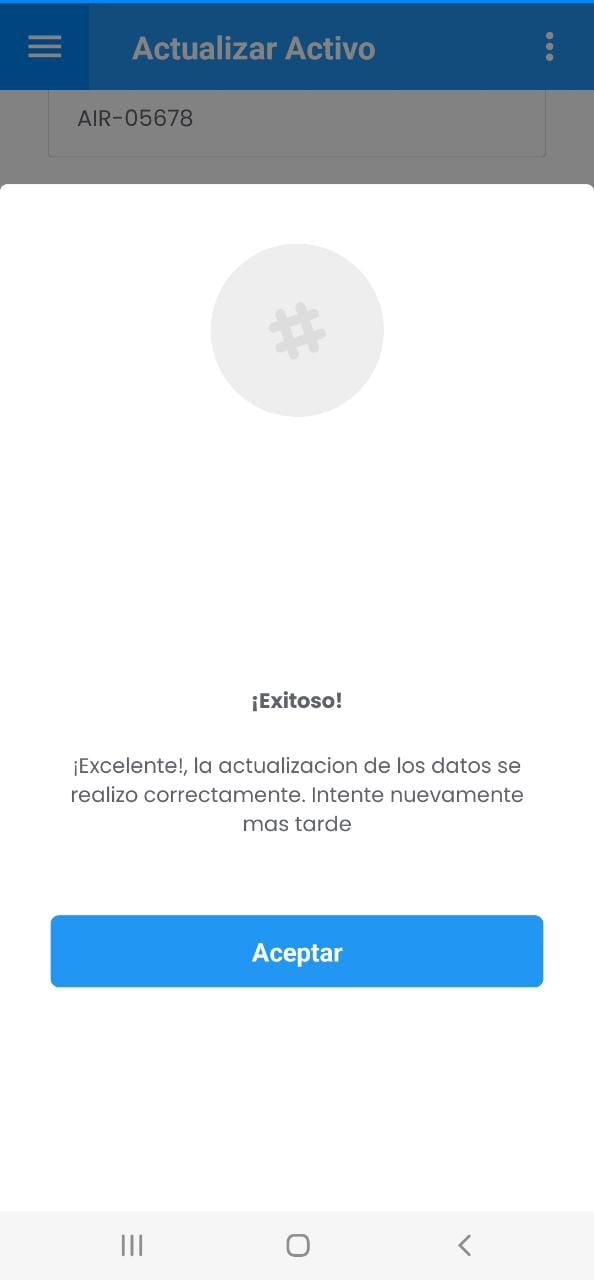 Actualizar Activo
AIR-05678
#
¡Exitoso!
¡Excelente!, la actualizacion de los datos se
realizo correctamente. Intente nuevamente
mas tarde
Aceptar